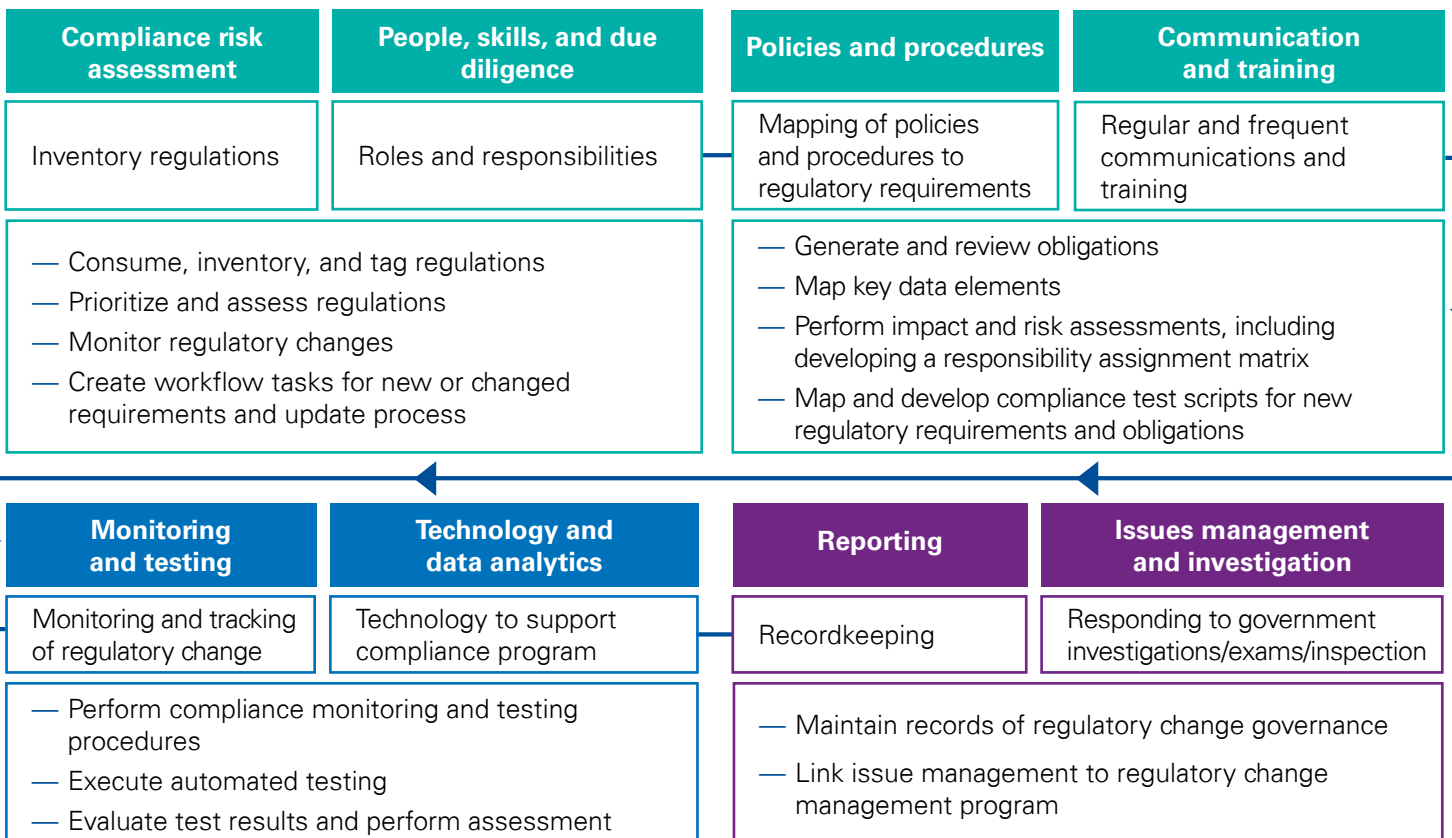 Compliance risk
assessment
People, skills, and due
diligence
Policies and procedures
Communication
and training
Inventory regulations
Roles and responsibilities
Mapping of policies
and procedures to
regulatory requirements
Regular and frequent
communications and
training
— Consume, inventory, and tag regulations
— Prioritize and assess regulations
— Monitor regulatory changes
— Create workflow tasks for new or changed
requirements and update process
— Generate and review obligations
— Map key data elements
— Perform impact and risk assessments, including
developing a responsibility assignment matrix
— Map and develop compliance test scripts for new
regulatory requirements and obligations
Monitoring
and testing
Technology and
data analytics
Reporting
Issues management
and investigation
Monitoring and tracking
of regulatory change
Technology to support
compliance program
Recordkeeping
Responding to government
investigations/exams/inspection
— Perform compliance monitoring and testing
procedures
— Execute automated testing
— Evaluate test results and perform assessment
— Maintain records of regulatory change governance
— Link issue management to regulatory change
management program